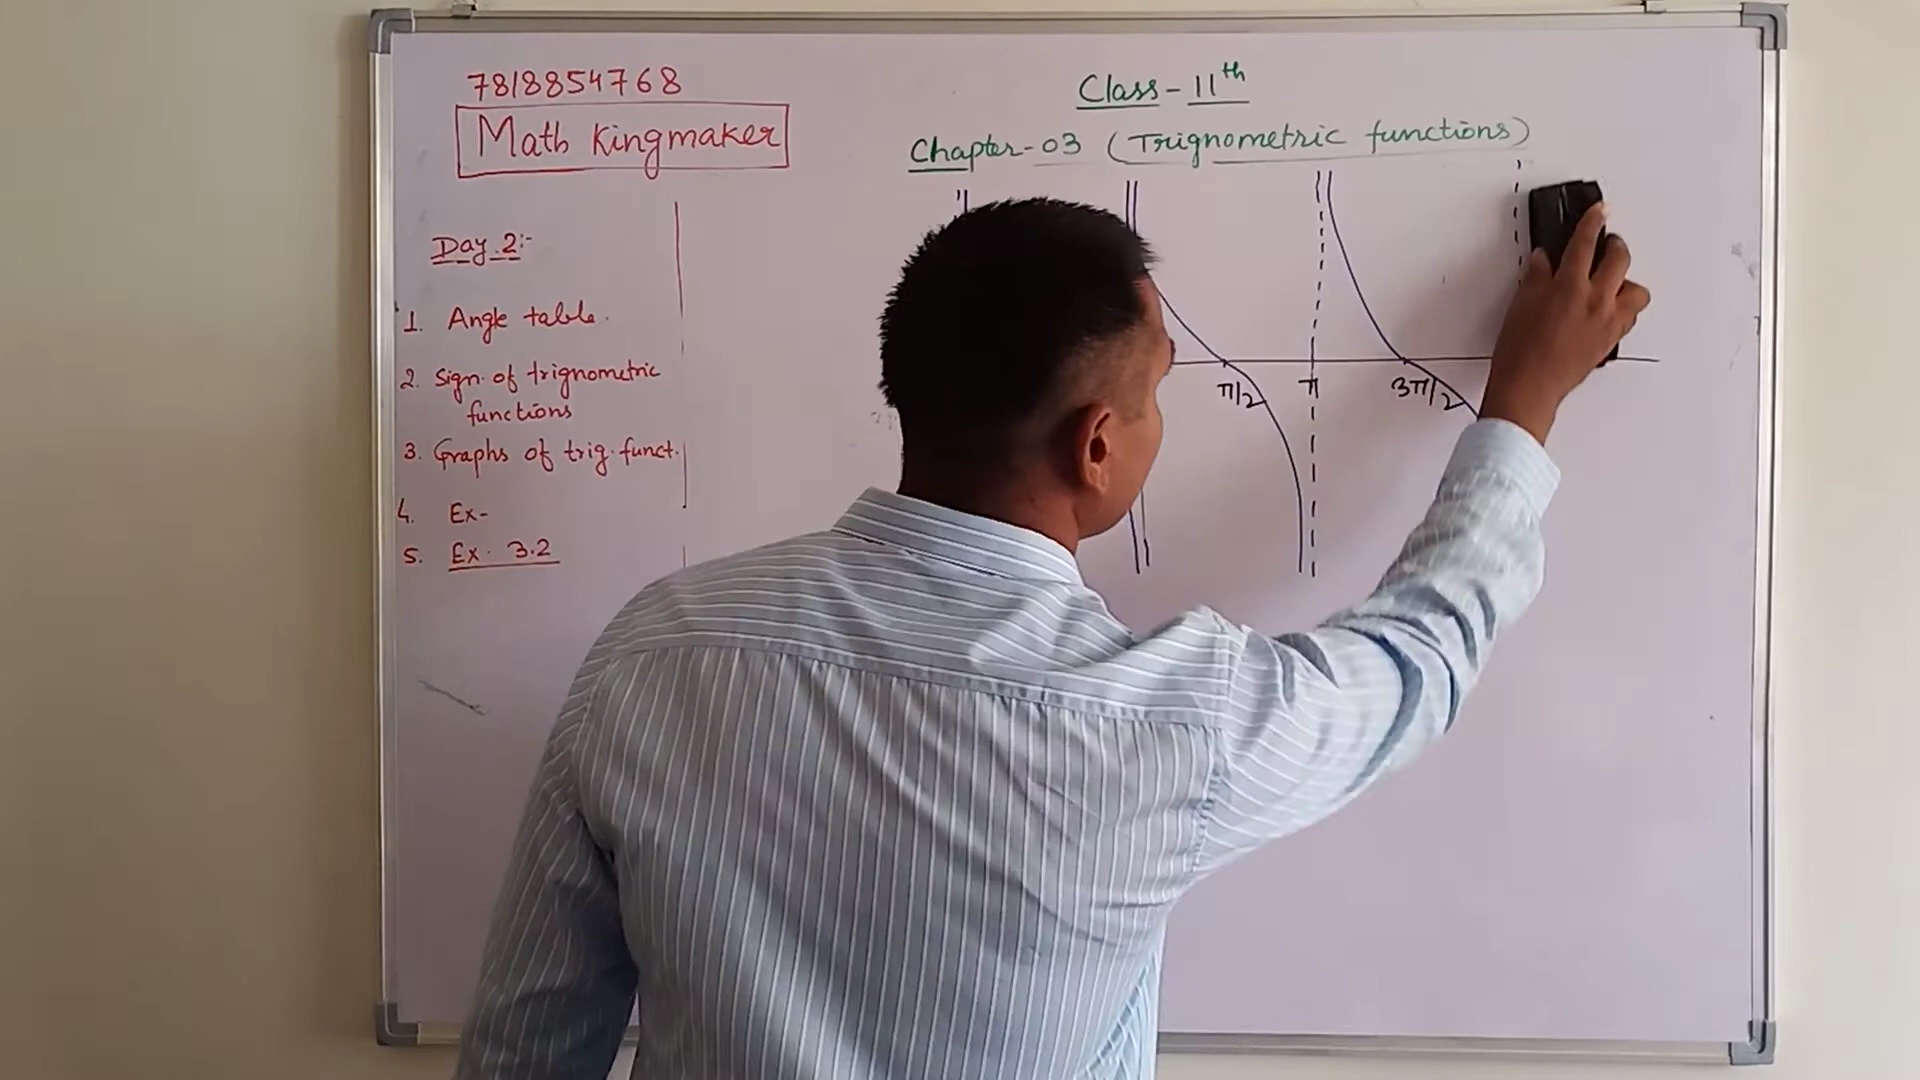 7818854768
Math Kingmaker
Class - 11th
Chapter-03 (Trignometric functions)
Day 2:-
1. Angle table.
2. Sign. of trignometric
functions
3. Graphs of trig. funct.
4. Ex-
5. Ex. 3.2
π/2
π
3π/2